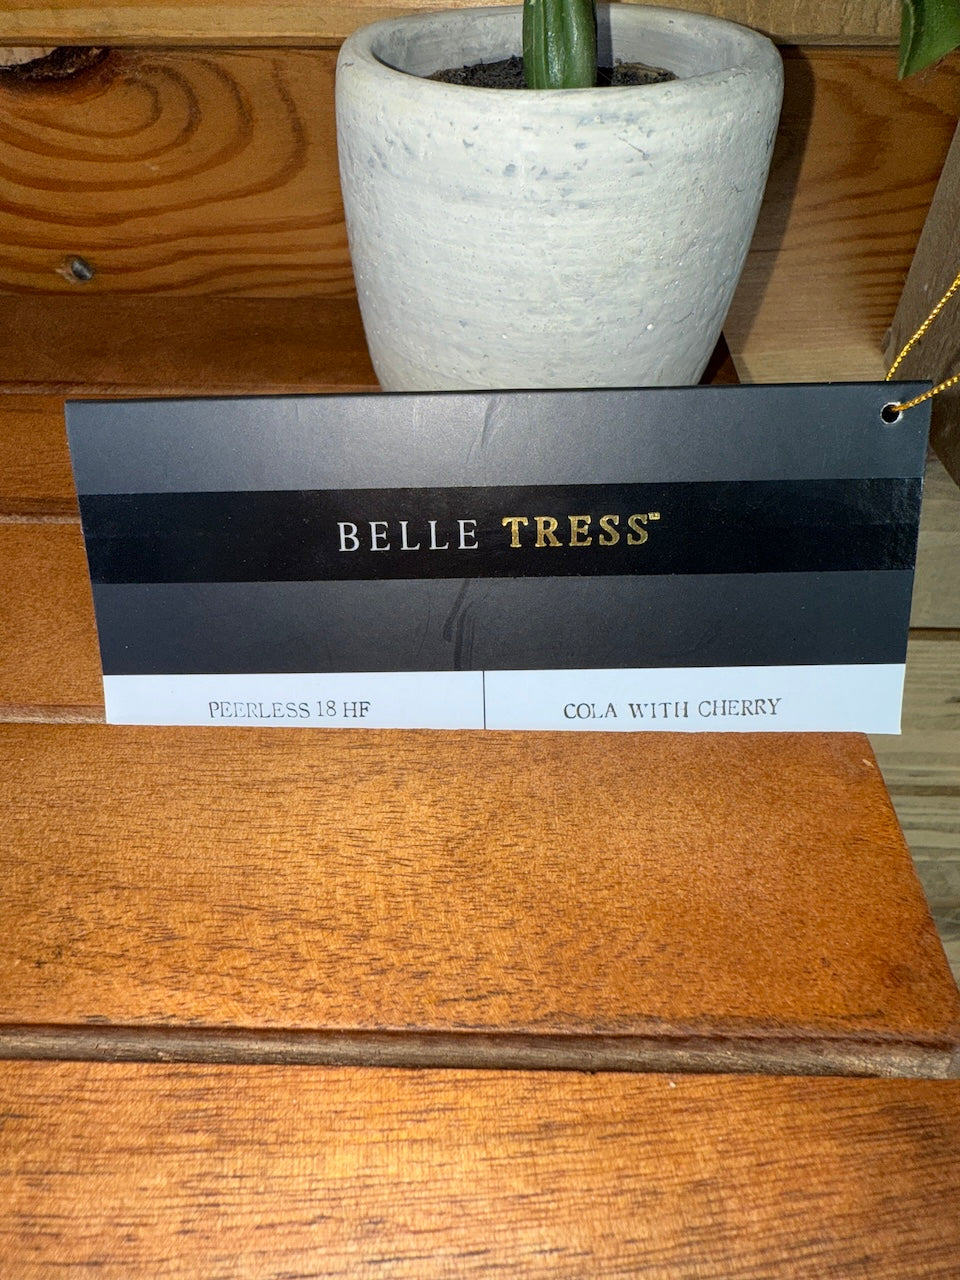 BELLE TRESS™
PEERLESS 18 HF
COLA WITH CHERRY